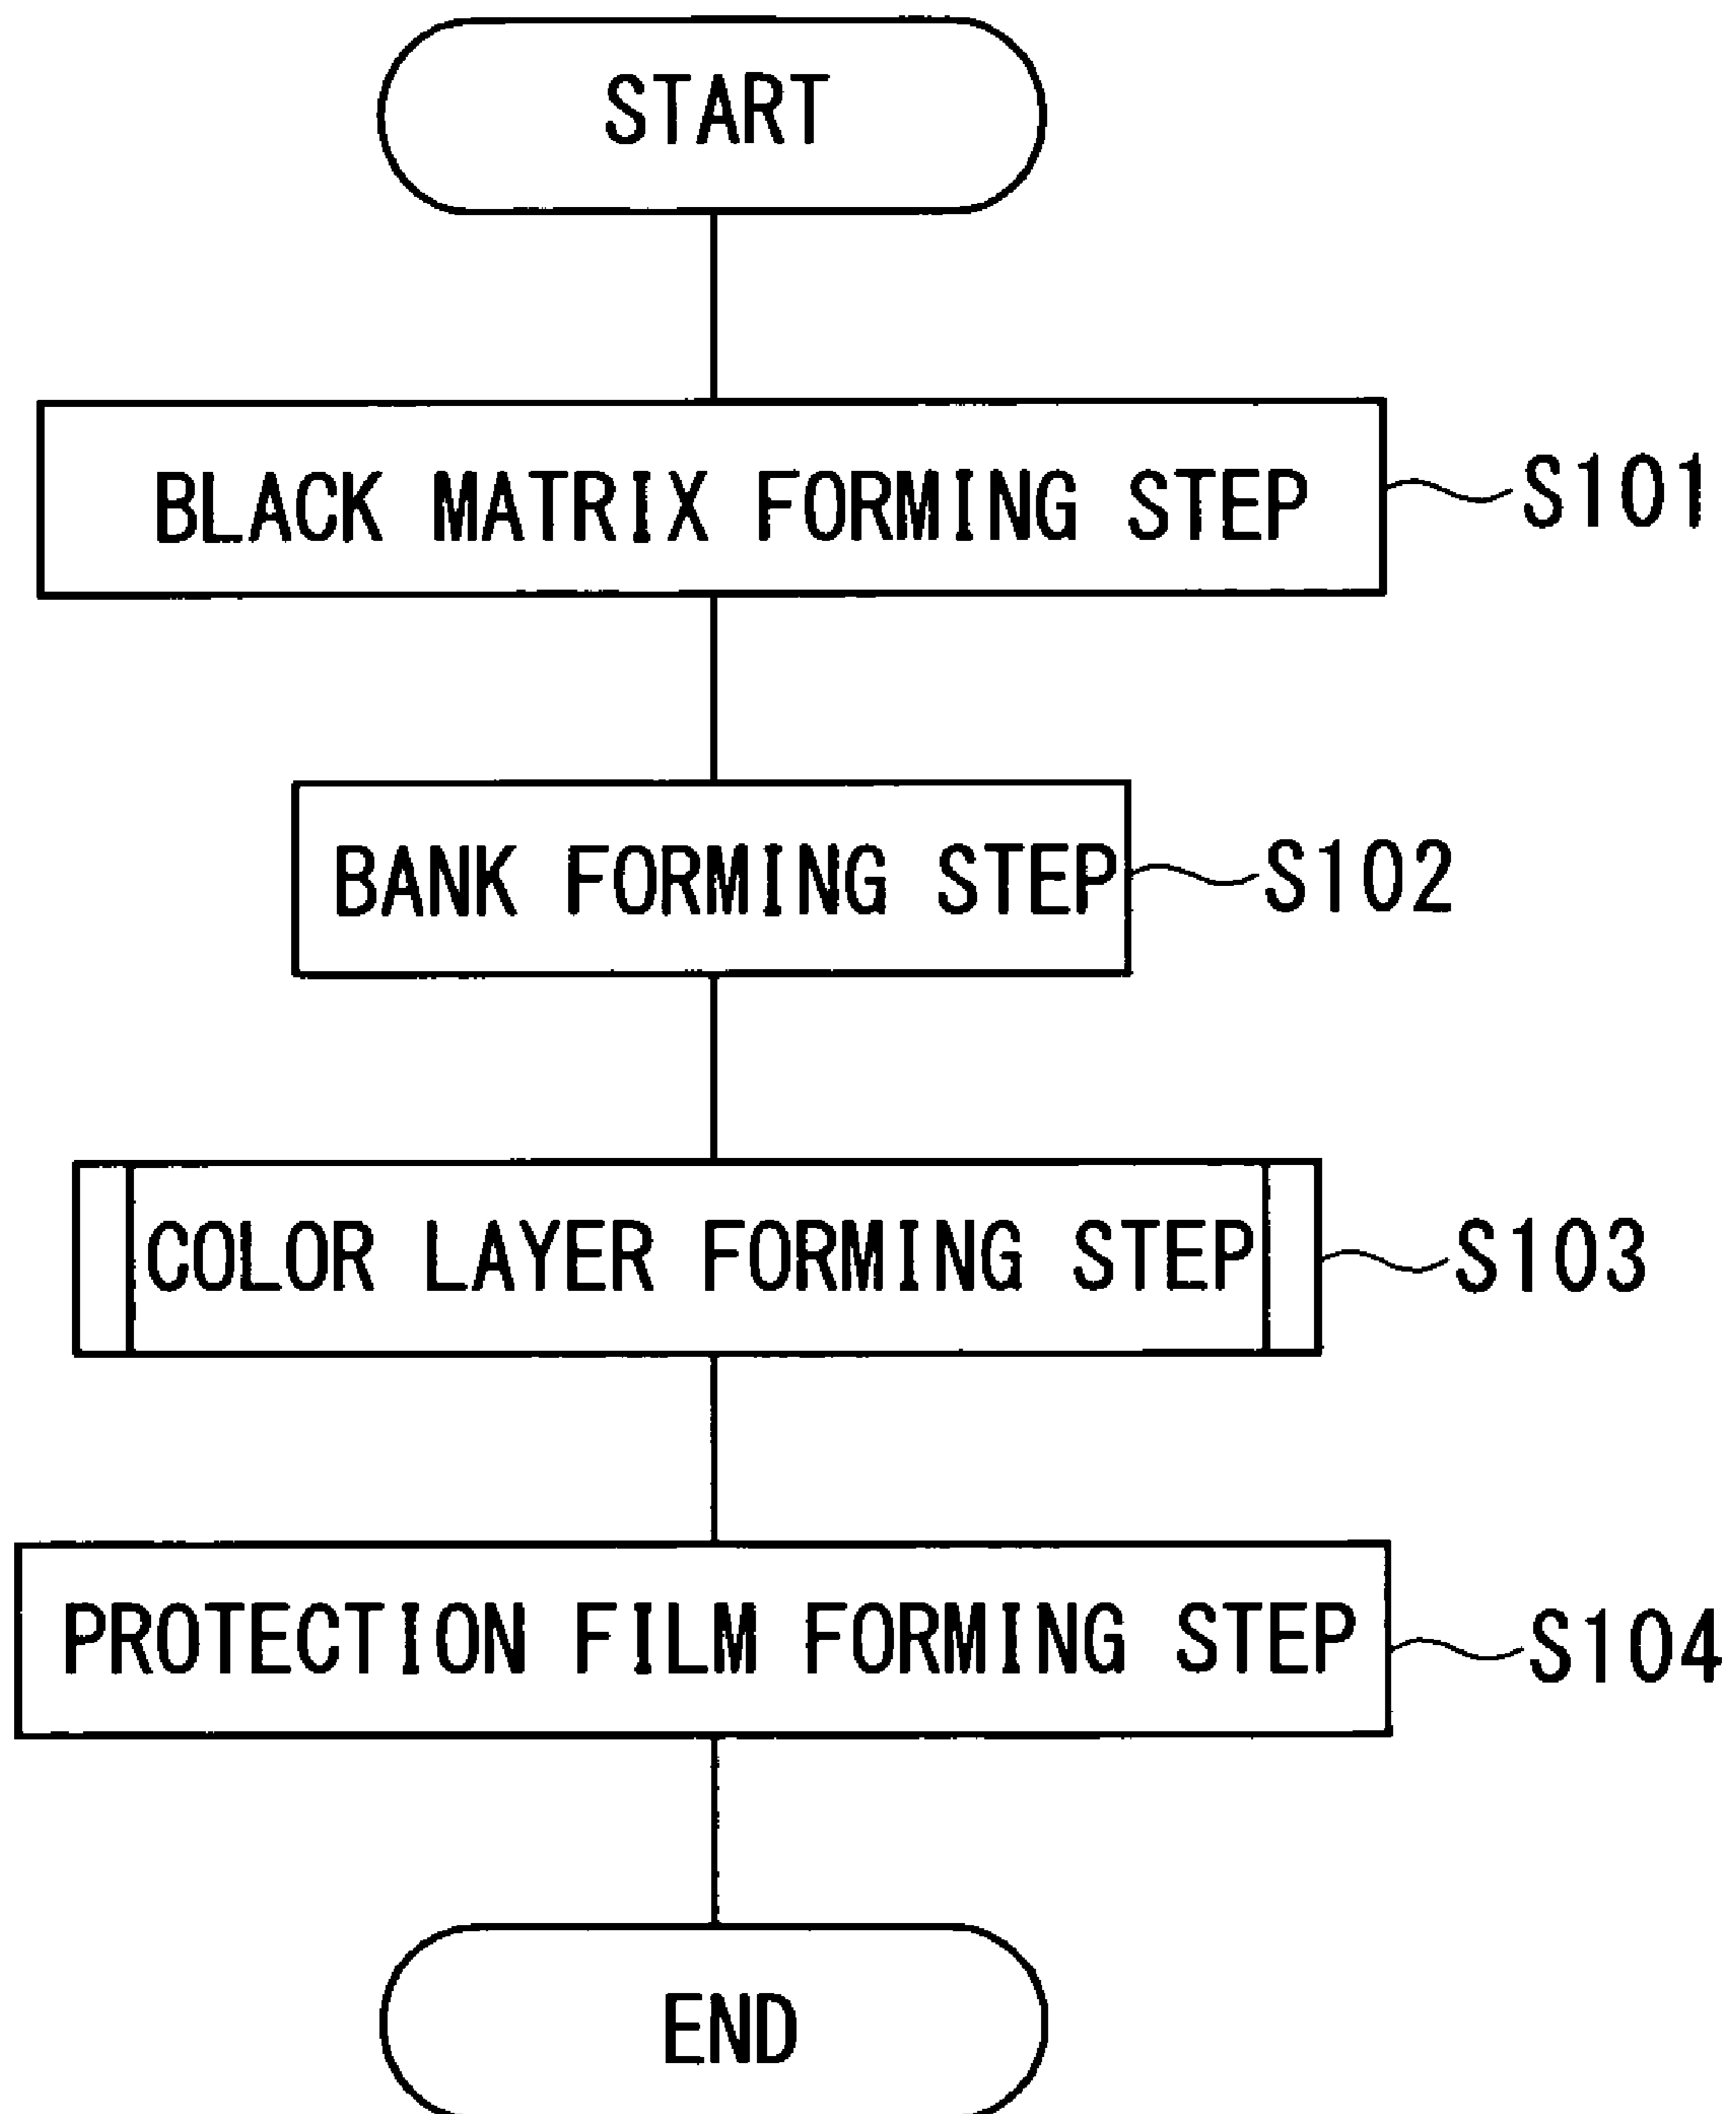 START
BLACK MATRIX FORMING STEP
S101
BANK FORMING STEP
S102
COLOR LAYER FORMING STEP
S103
PROTECTION FILM FORMING STEP
S104
END